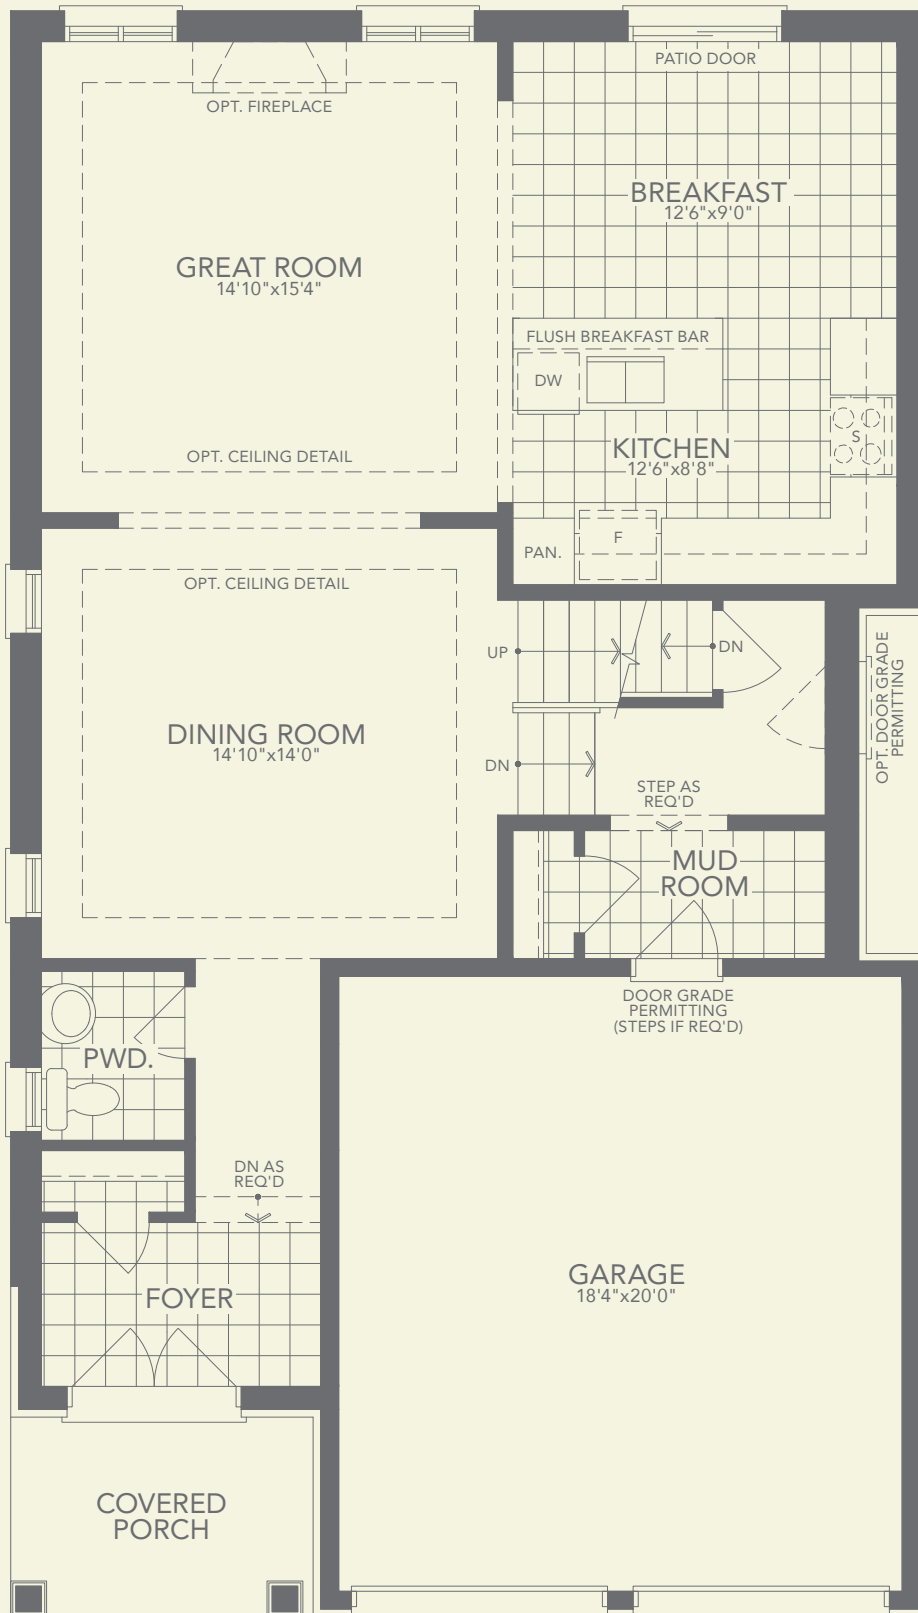 PATIO DOOR
OPT. FIREPLACE
BREAKFAST
12'6"x9'0"
GREAT ROOM
14'10"x15'4"
FLUSH BREAKFAST BAR
DW
S
KITCHEN
12'6"x8'8"
OPT. CEILING DETAIL
F
PAN.
OPT. CEILING DETAIL
UP
DN
OPT. DOOR GRADE
PERMITTING
DINING ROOM
14'10"x14'0"
DN
STEP AS
REQ'D
MUD
ROOM
DOOR GRADE
PERMITTING
(STEPS IF REQ'D)
PWD.
DN AS
REQ'D
GARAGE
18'4"x20'0"
FOYER
COVERED
PORCH